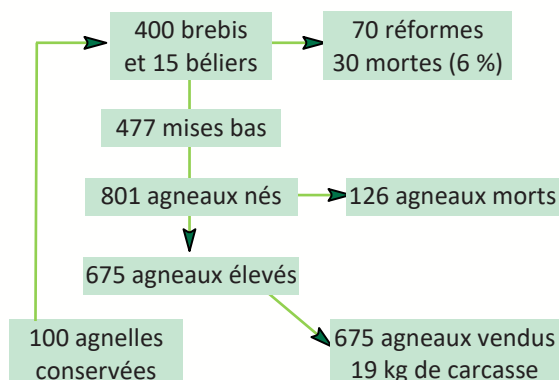 400 brebis
et 15 béliers
70 réformes
30 mortes (6 %)
477 mises bas
801 agneaux nés
126 agneaux morts
675 agneaux élevés
100 agnelles
conservées
675 agneaux vendus
19 kg de carcasse